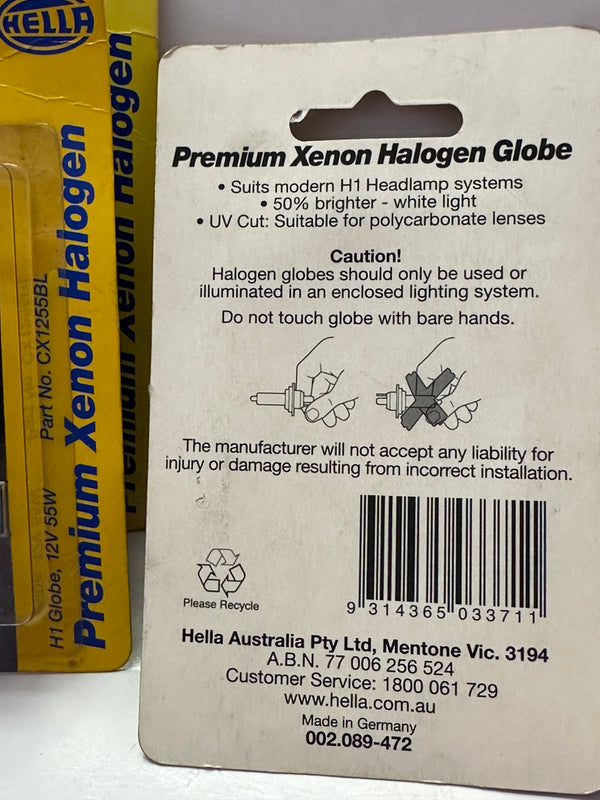 HELLA
Premium Xenon Halogen
H1 Globe, 12V 55W Part No. CX1255BL
Premium Xenon Halogen
Premium Xenon Halogen Globe
• Suits modern H1 Headlamp systems
• 50% brighter - white light
• UV Cut: Suitable for polycarbonate lenses
Caution!
Halogen globes should only be used or
illuminated in an enclosed lighting system.
Do not touch globe with bare hands.
The manufacturer will not accept any liability for
injury or damage resulting from incorrect installation.
Please Recycle
9 314365 033711
Hella Australia Pty Ltd, Mentone Vic. 3194
A.B.N. 77 006 256 524
Customer Service: 1800 061 729
www.hella.com.au
Made in Germany
002.089-472